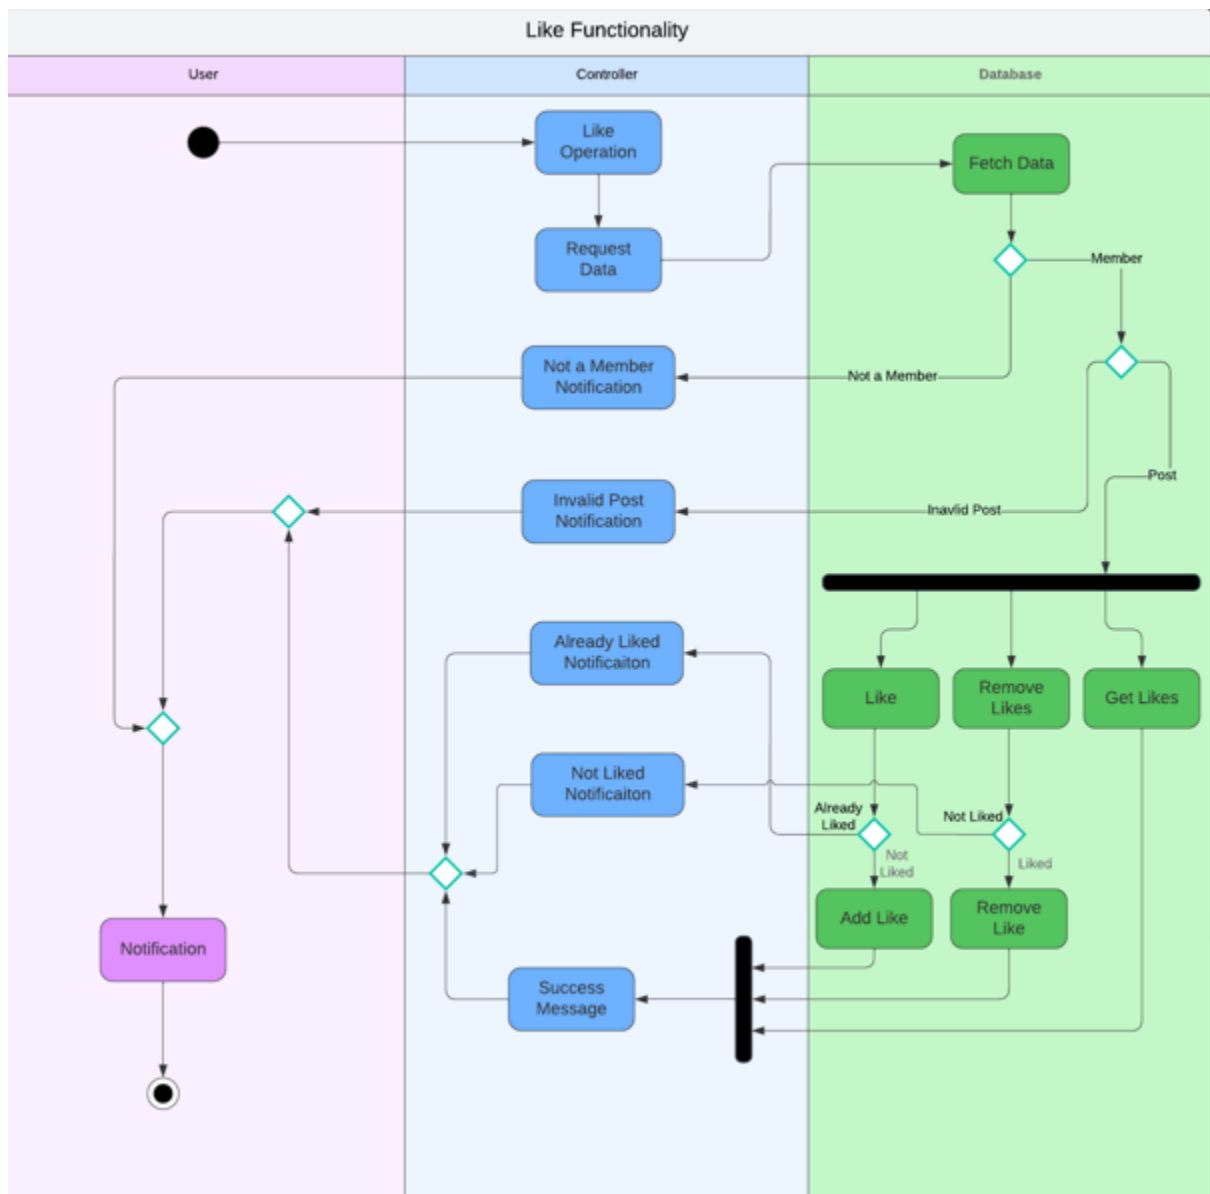 Like Functionality
User
Controller
Database
Like
Operation
Fetch Data
Request
Data
Member
Not a Member
Notification
Not a Member
Post
Invalid Post
Notification
Inavlid Post
Already Liked
Notificaiton
Like
Remove
Likes
Get Likes
Not Liked
Notificaiton
Already
Liked
Not Liked
Not
Liked
Liked
Notification
Add Like
Remove
Like
Success
Message